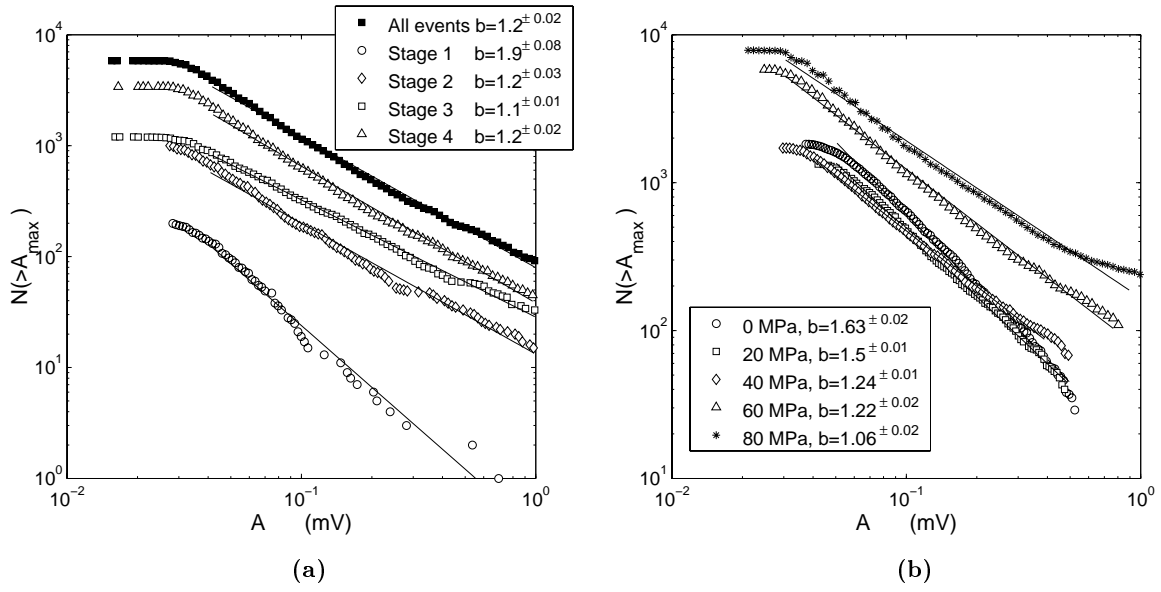 All events b=1.2± 0.02
Stage 1 b=1.9± 0.08
Stage 2 b=1.2± 0.03
Stage 3 b=1.1± 0.01
Stage 4 b=1.2± 0.02
10^4
10^3
10^2
10^1
10^0
N(>A_max)
10^-2
10^-1
10^0
A (mV)
(a)
10^4
10^3
10^2
10^1
N(>A_max)
0 MPa, b=1.63± 0.02
20 MPa, b=1.5± 0.01
40 MPa, b=1.24± 0.01
60 MPa, b=1.22± 0.02
80 MPa, b=1.06± 0.02
10^-2
10^-1
10^0
A (mV)
(b)